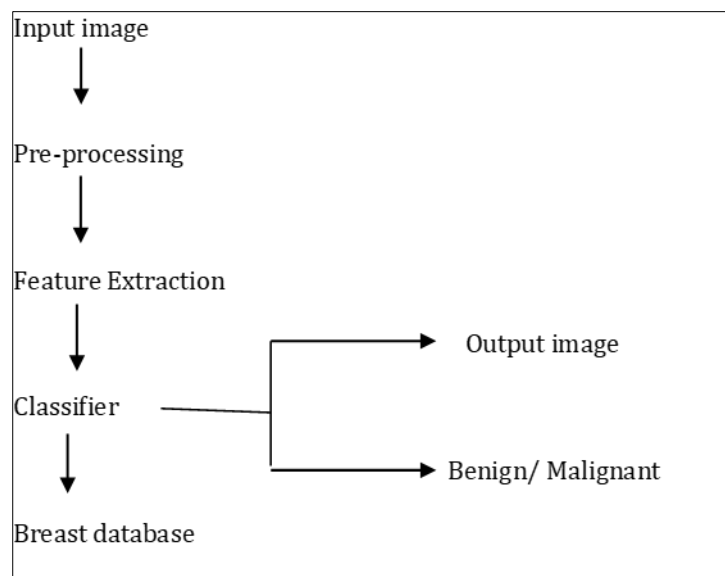 Input image
Pre-processing
Feature Extraction
Output image
Classifier
Benign/ Malignant
Breast database